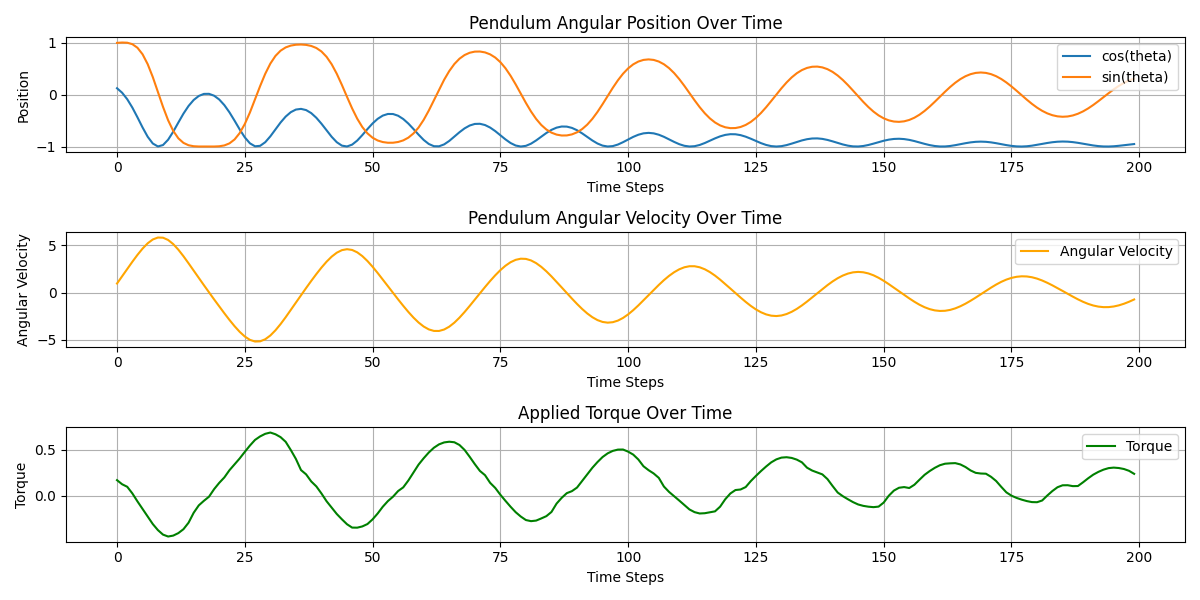 Pendulum Angular Position Over Time
Position
1
0
−1
cos(theta)
sin(theta)
0 25 50 75 100 125 150 175 200
Time Steps
Pendulum Angular Velocity Over Time
Angular Velocity
5
0
−5
Angular Velocity
0 25 50 75 100 125 150 175 200
Time Steps
Applied Torque Over Time
Torque
0.5
0.0
Torque
0 25 50 75 100 125 150 175 200
Time Steps